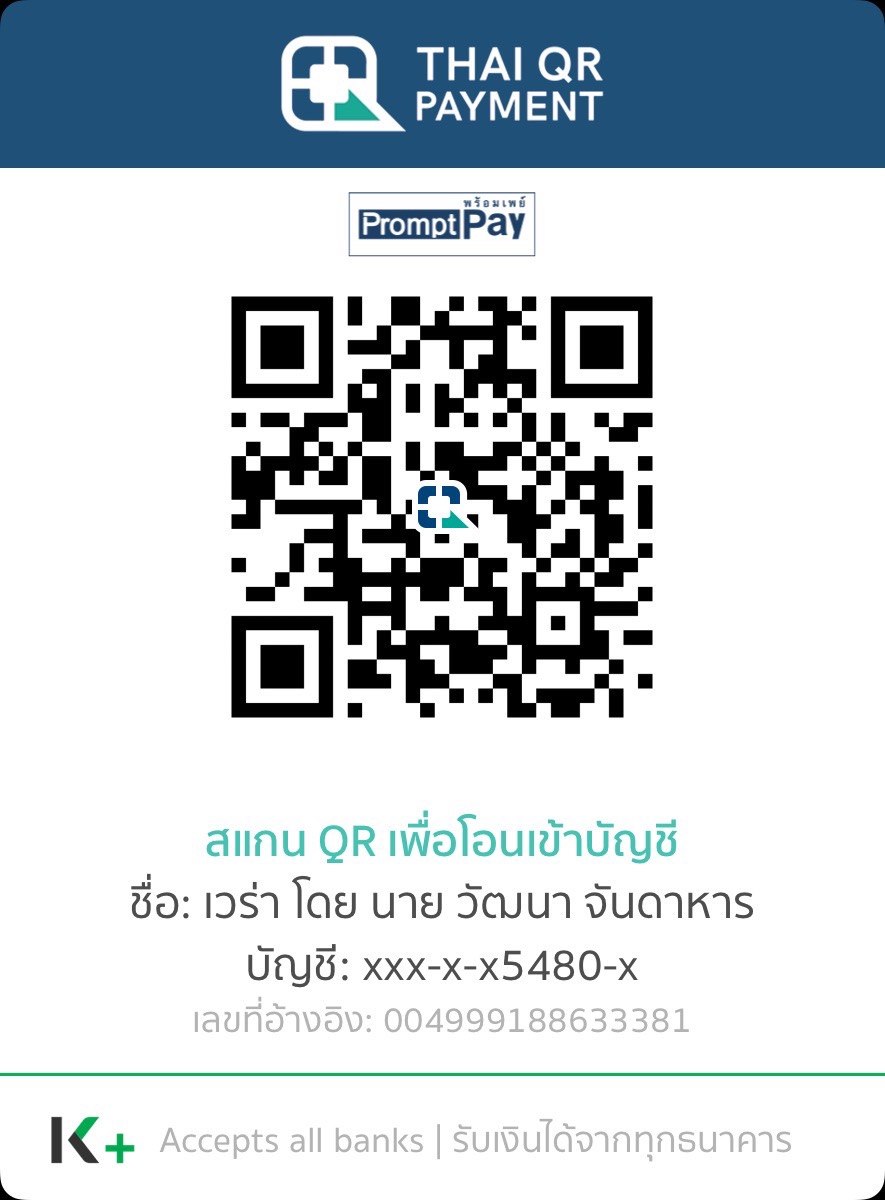 THAI QR
PAYMENT
พร้อมเพย์
PromptPay
สแกน QR เพื่อโอนเข้าบัญชี
ชื่อ: เวร่า โดย นาย วัฒนา จันดาหาร
บัญชี: xxx-x-x5480-x
เลขที่อ้างอิง: 004999188633381
K+ Accepts all banks | รับเงินได้จากทุกธนาคาร